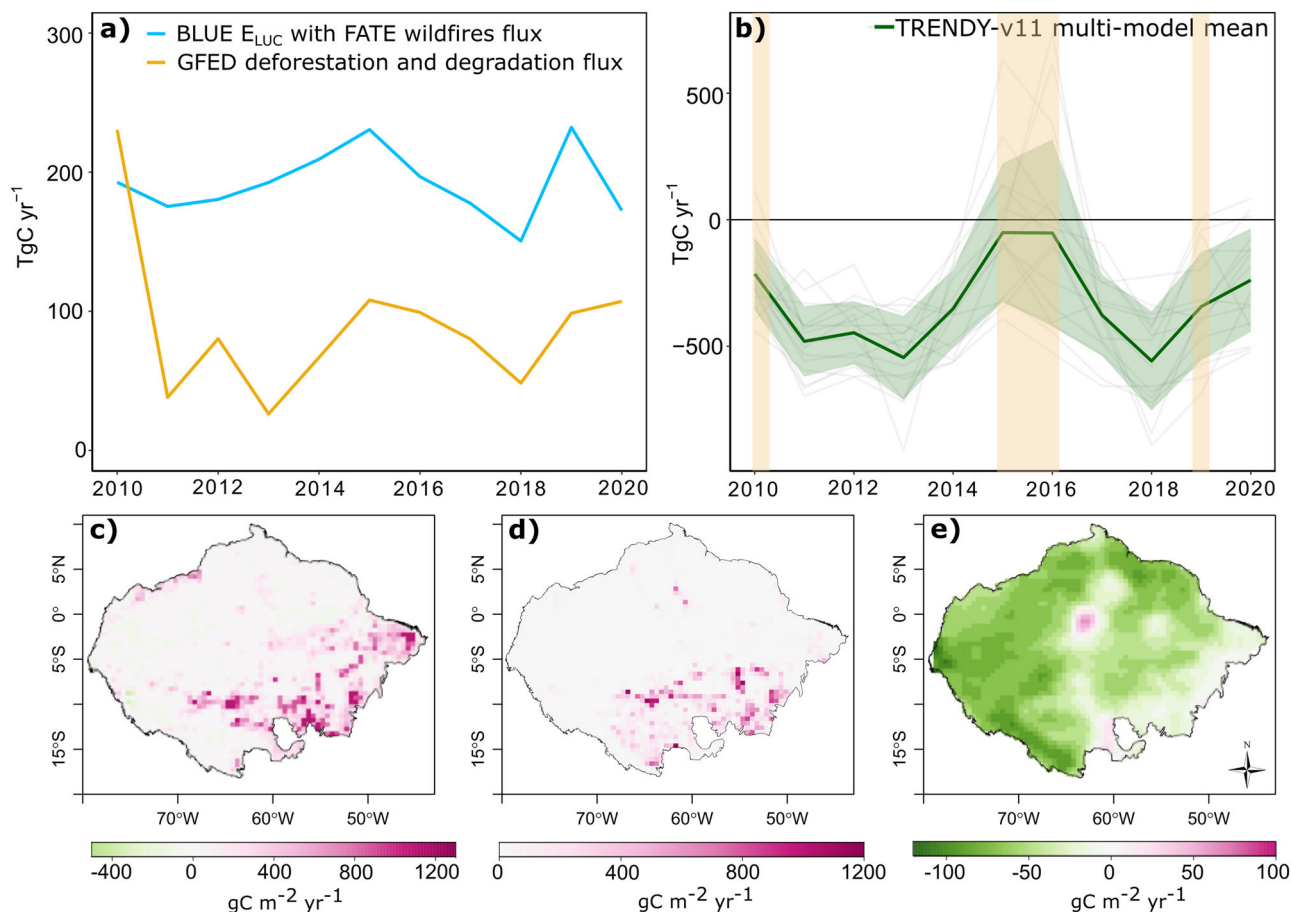 a)
BLUE E_LUC with FATE wildfires flux
GFED deforestation and degradation flux
300
200
100
0
TgC yr⁻¹
2010 2012 2014 2016 2018 2020
b)
TRENDY-v11 multi-model mean
500
0
−500
TgC yr⁻¹
2010 2012 2014 2016 2018 2020
c)
5°N
0°
5°S
15°S
70°W 60°W 50°W
-400 0 400 800 1200
gC m⁻² yr⁻¹
d)
5°N
0°
5°S
15°S
70°W 60°W 50°W
0 400 800 1200
gC m⁻² yr⁻¹
e)
5°N
0°
5°S
15°S
N
70°W 60°W 50°W
-100 -50 0 50 100
gC m⁻² yr⁻¹